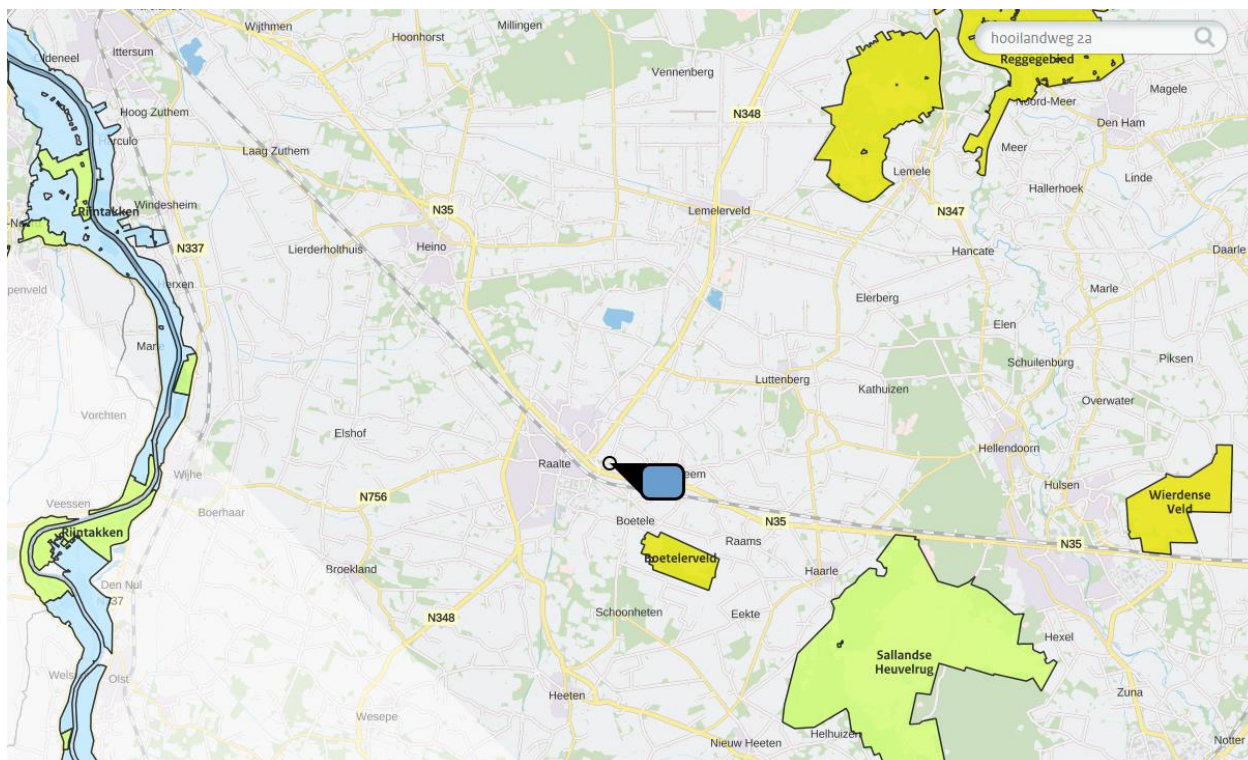 Wijthmen
Millingen
Hoonhorst
hooilandweg 2a
Ittersum
Reggegebied
Vennenberg
Magele
Hoog Zuthem
N348
Noord-Meer
Den Ham
Laag Zuthem
Meer
Lemele
Linde
Hallerhoek
Windesheim
Rijntakken
N35
Lemelerveld
N347
N337
Lierderholthuis
Heino
Hancate
Daarle
Herxen
Elerberg
Marle
Elen
Schuilenburg
Piksen
Luttenberg
Kathuizen
Overwater
Vorchten
Elshof
Hellendoorn
Raalte
Wijhe
Hulsen
Veessen
N756
Wierdense
Veld
Boerhaar
Boetele
N35
Rijntakken
Raams
N35
Boetelerveld
Broekland
Haarle
Den Nul
Schoonheten
Eekte
N348
Hexel
Sallandse
Heuvelrug
Olst
Heeten
Zuna
Wesepe
Helhuizen
Nieuw Heeten
Notter